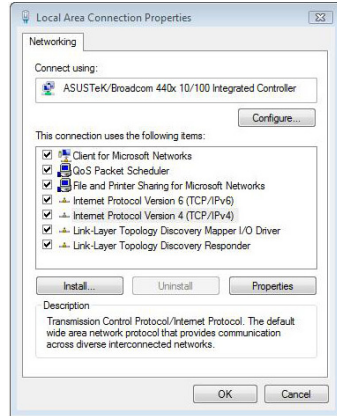 Local Area Connection Properties
Networking
Connect using:
ASUSTeK/Broadcom 440x 10/100 Integrated Controller
Configure...
This connection uses the following items:
Client for Microsoft Networks
QoS Packet Scheduler
File and Printer Sharing for Microsoft Networks
Internet Protocol Version 6 (TCP/IPv6)
Internet Protocol Version 4 (TCP/IPv4)
Link-Layer Topology Discovery Mapper I/O Driver
Link-Layer Topology Discovery Responder
Install... Uninstall Properties
Description
Transmission Control Protocol/Internet Protocol. The default
wide area network protocol that provides communication
across diverse interconnected networks.
OK Cancel